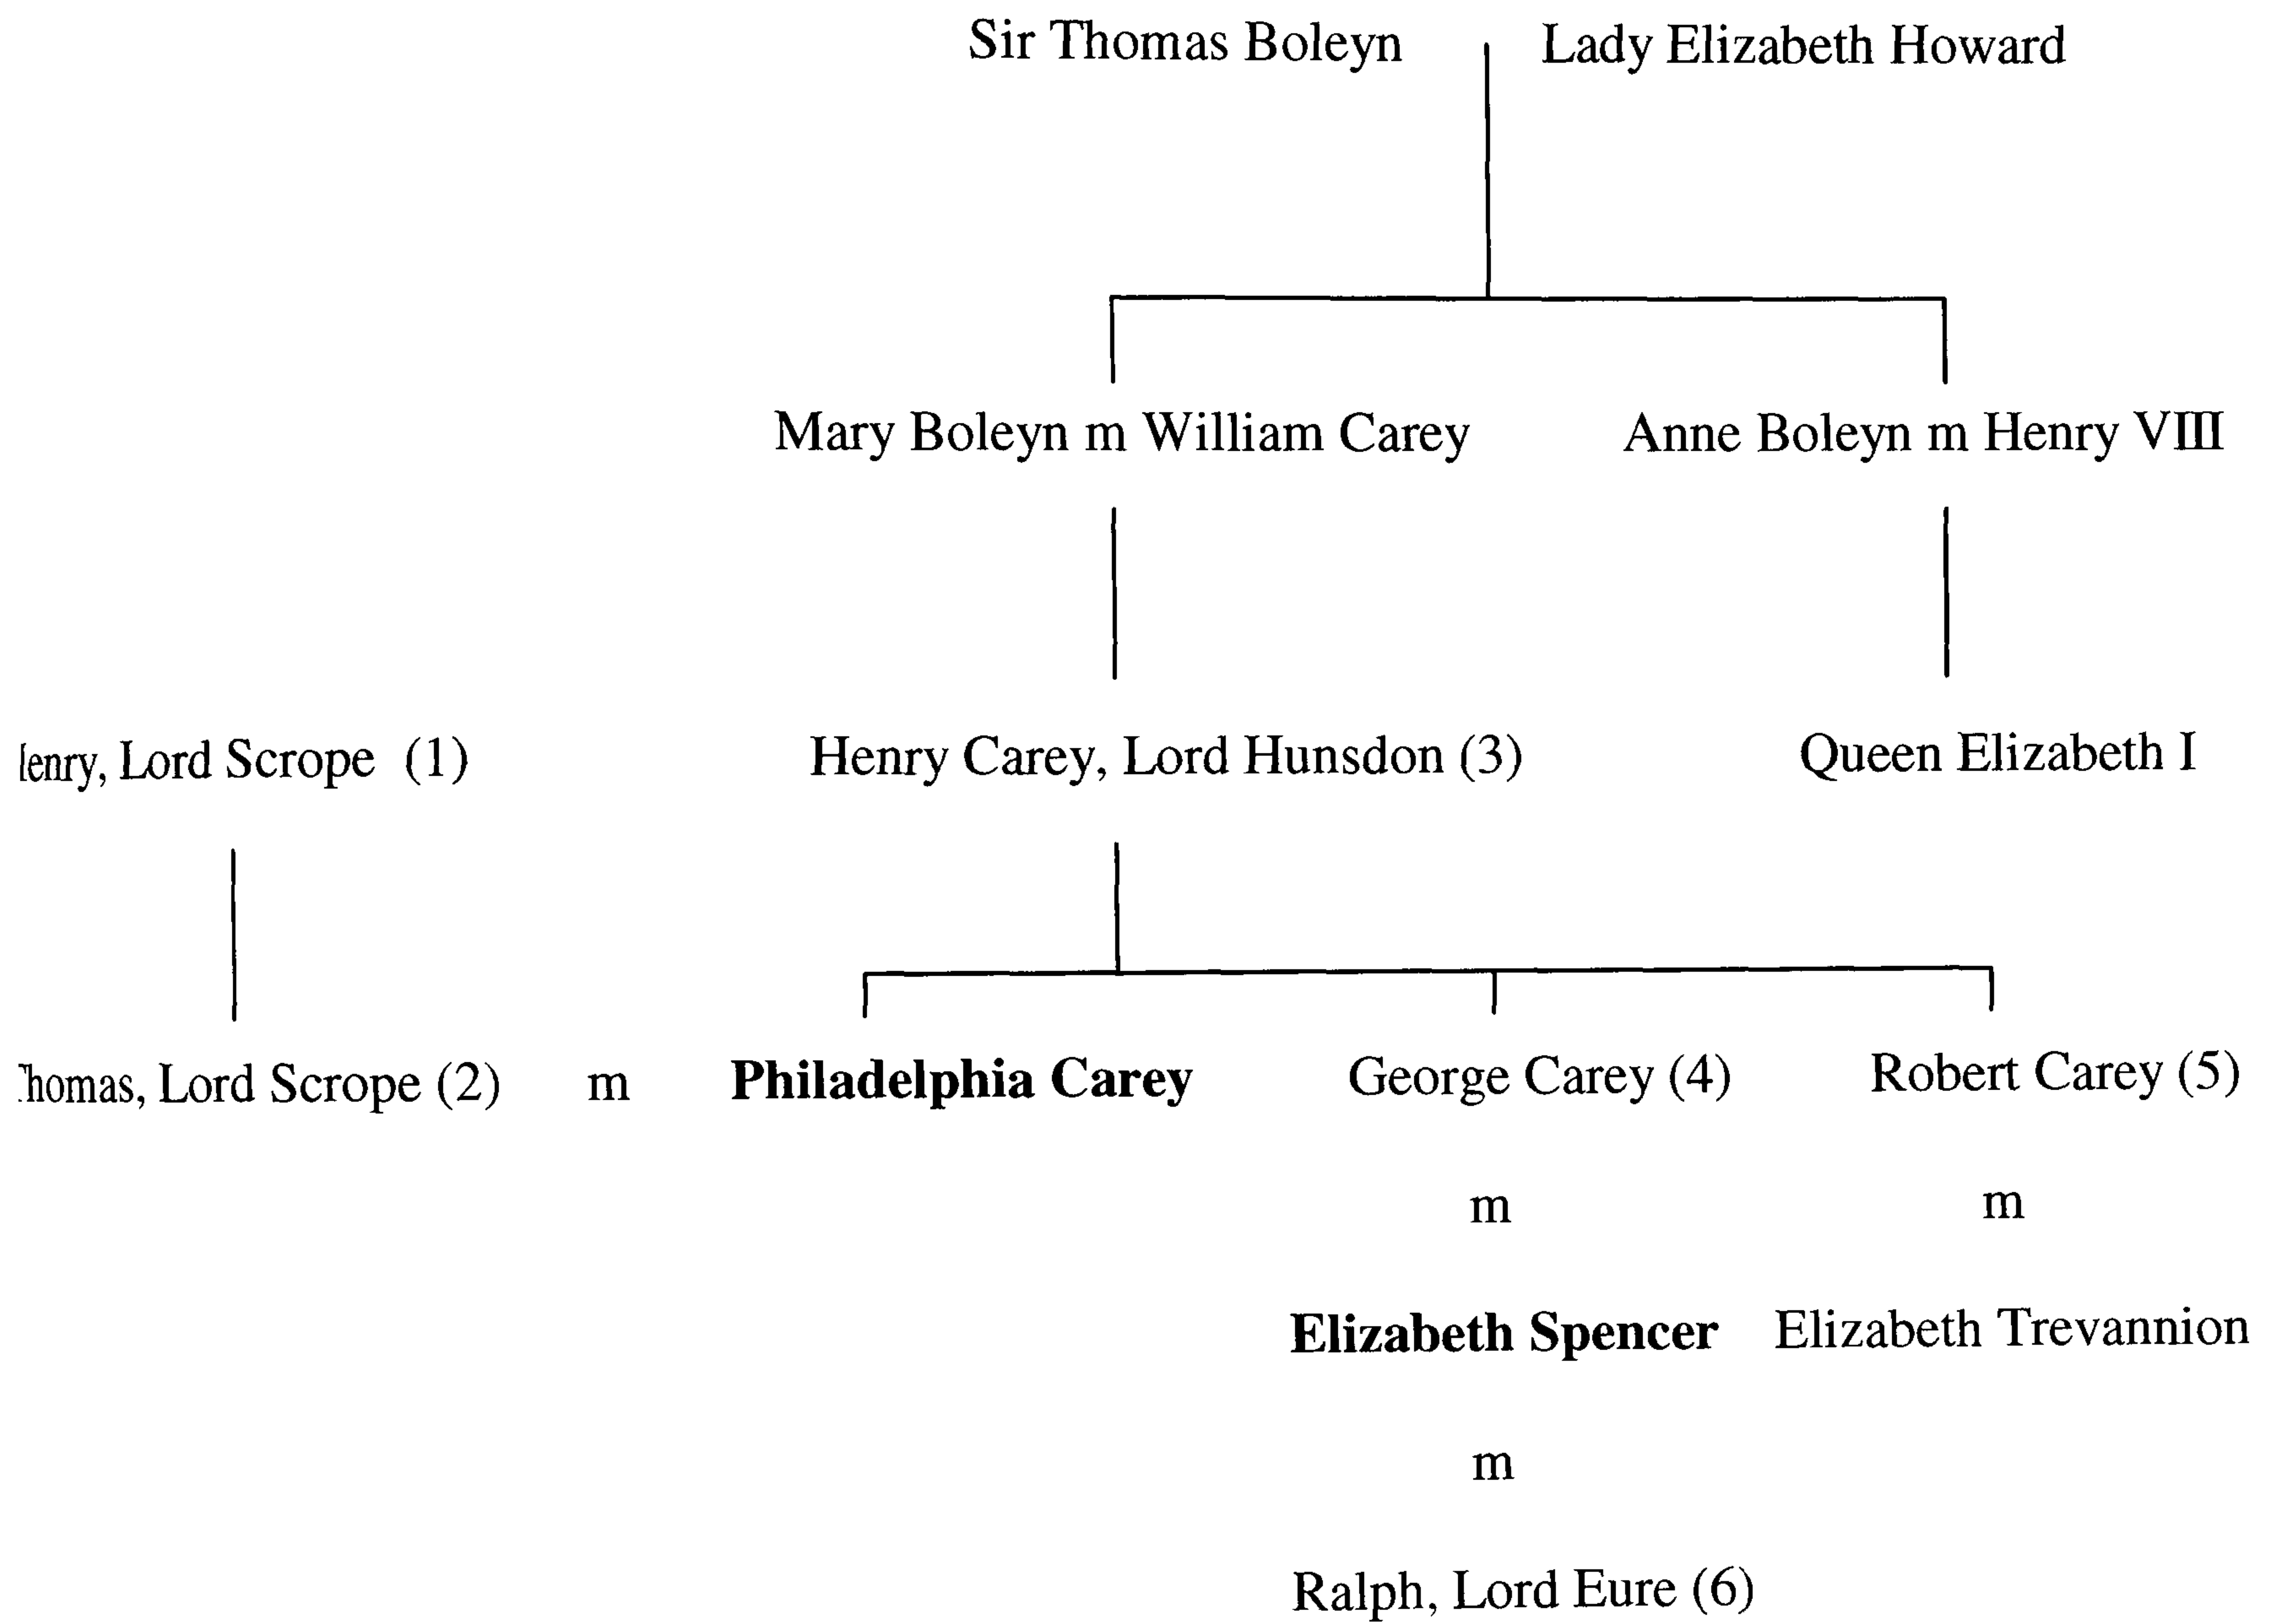 Sir Thomas Boleyn Lady Elizabeth Howard
Mary Boleyn m William Carey Anne Boleyn m Henry VIII
enry, Lord Scrope (1) Henry Carey, Lord Hunsdon (3) Queen Elizabeth I
homas, Lord Scrope (2) m Philadelphia Carey George Carey (4) Robert Carey (5)
m m
Elizabeth Spencer Elizabeth Trevannion
m
Ralph, Lord Eure (6)